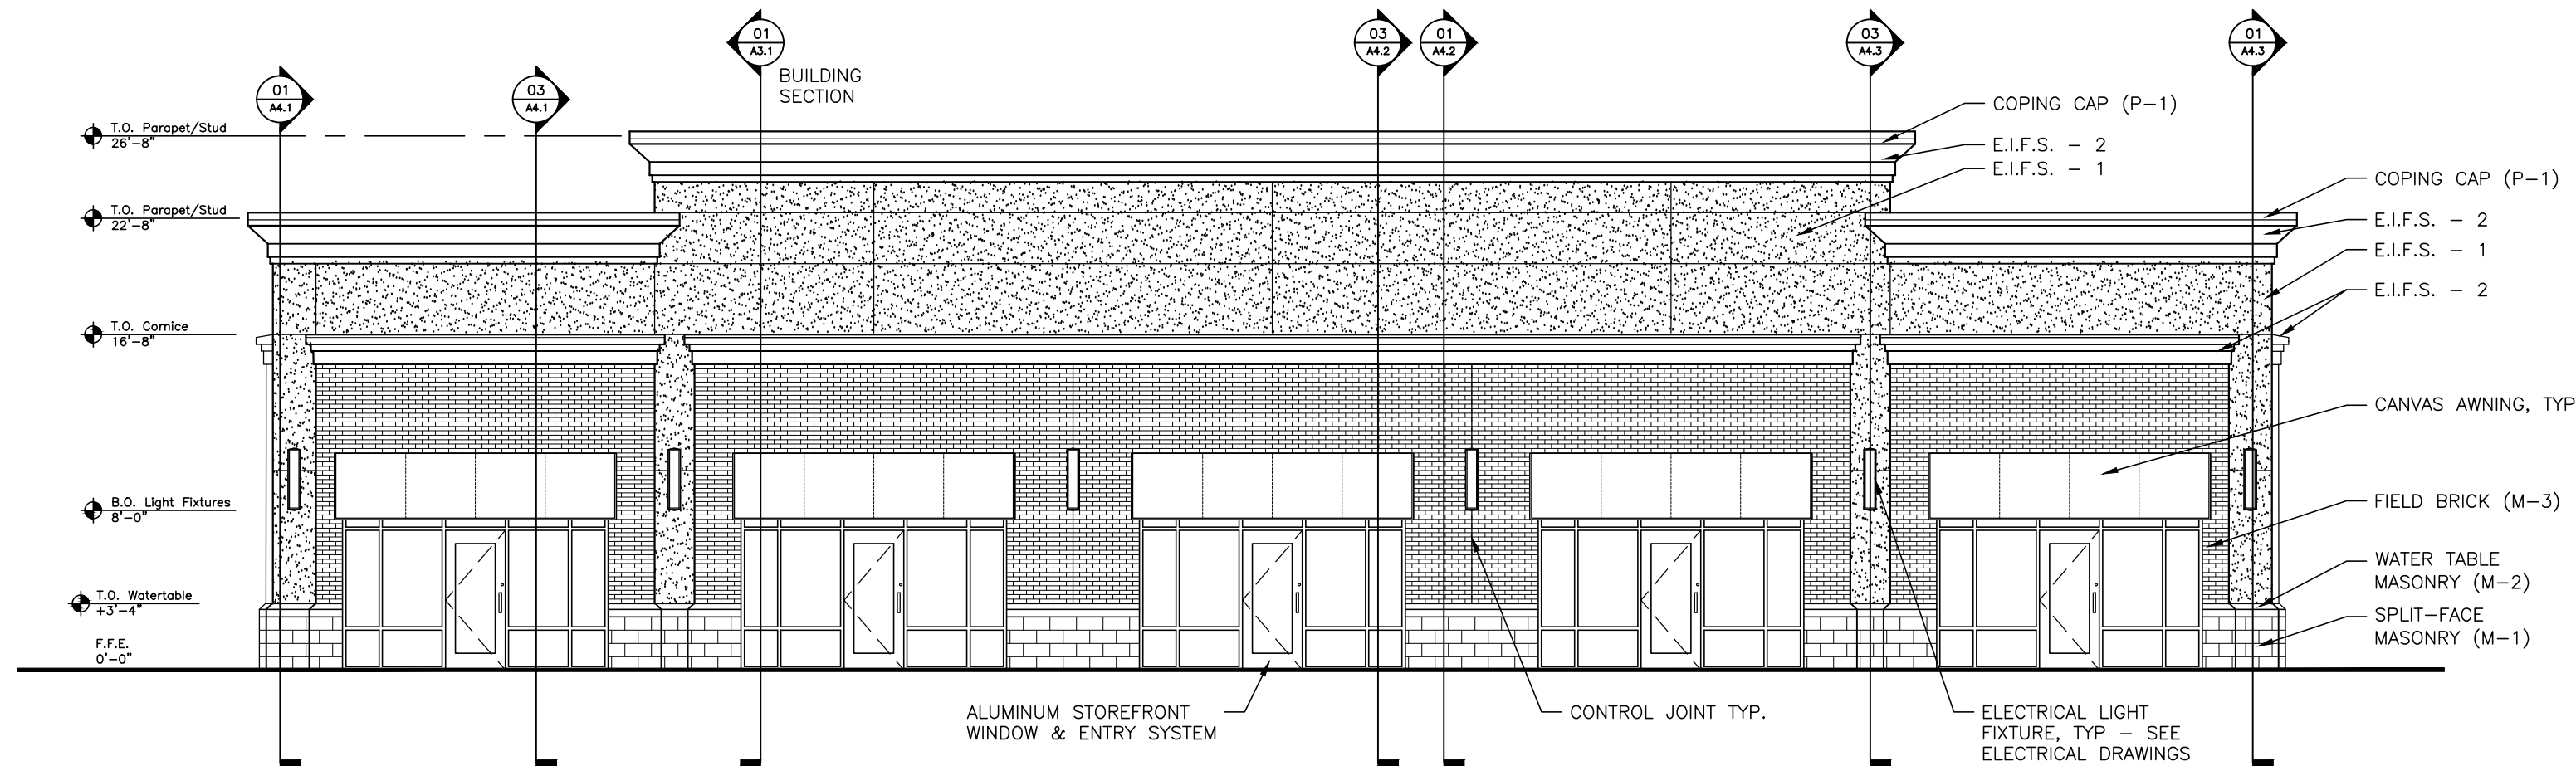 01
A4.1
03
A4.1
01
A3.1
BUILDING
SECTION
03
A4.2
01
A4.2
03
A4.3
01
A4.3
T.O. Parapet/Stud
26'-8"
T.O. Parapet/Stud
22'-8"
T.O. Cornice
16'-8"
B.O. Light Fixtures
8'-0"
T.O. Watertable
+3'-4"
F.F.E.
0'-0"
COPING CAP (P-1)
E.I.F.S. - 2
E.I.F.S. - 1
COPING CAP (P-1)
E.I.F.S. - 2
E.I.F.S. - 1
E.I.F.S. - 2
CANVAS AWNING, TYP
FIELD BRICK (M-3)
WATER TABLE
MASONRY (M-2)
SPLIT-FACE
MASONRY (M-1)
ALUMINUM STOREFRONT
WINDOW & ENTRY SYSTEM
CONTROL JOINT TYP.
ELECTRICAL LIGHT
FIXTURE, TYP - SEE
ELECTRICAL DRAWINGS